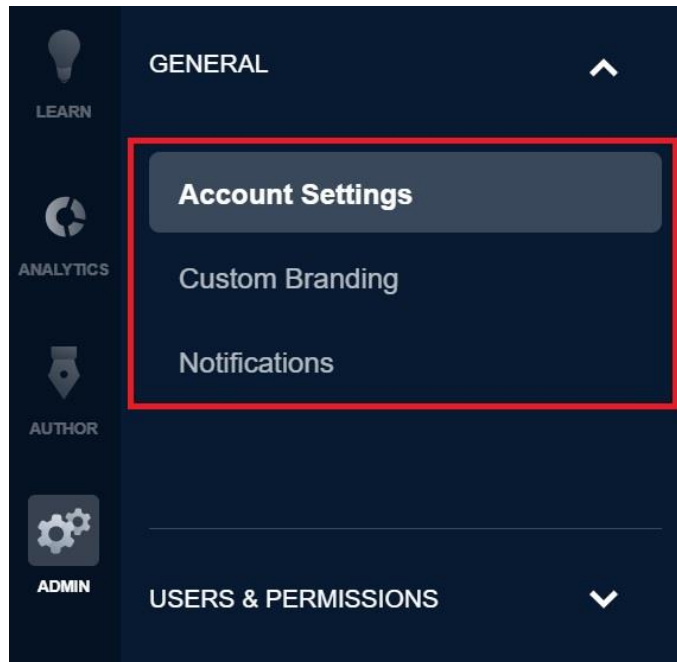 LEARN
ANALYTICS
AUTHOR
ADMIN
GENERAL
Account Settings
Custom Branding
Notifications
USERS & PERMISSIONS